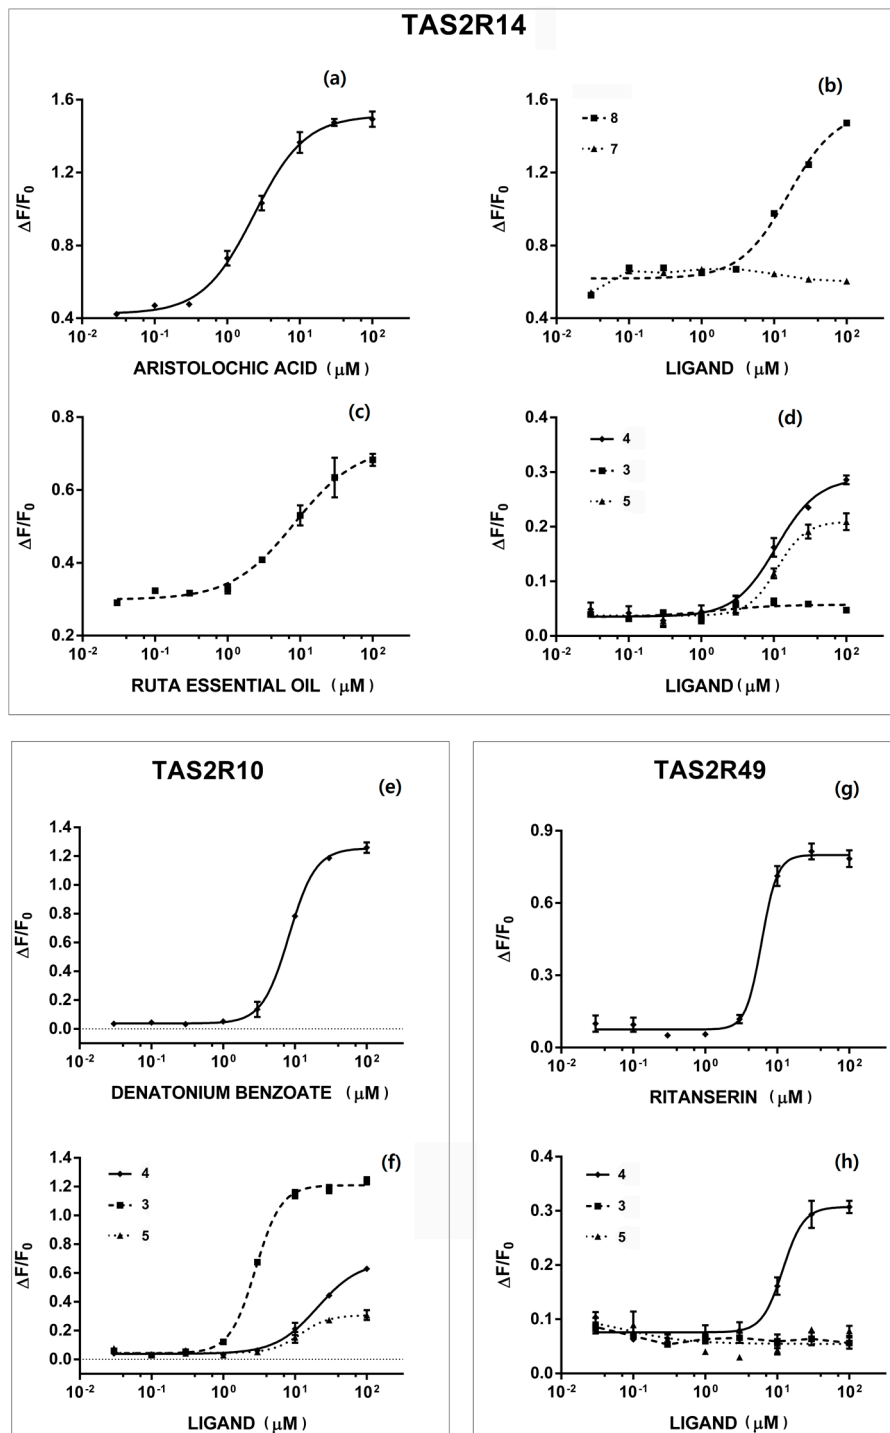 TAS2R14
(a)
1.6
1.2
0.8
0.4
ΔF/F0
10-2 10-1 100 101 102
ARISTOLOCHIC ACID (μM)
(b)
8
7
1.6
1.2
0.8
0.4
ΔF/F0
10-2 10-1 100 101 102
LIGAND (μM)
(c)
0.8
0.6
0.4
0.2
ΔF/F0
10-2 10-1 100 101 102
RUTA ESSENTIAL OIL (μM)
(d)
4
3
5
0.4
0.3
0.2
0.1
0.0
ΔF/F0
10-2 10-1 100 101 102
LIGAND(μM)
TAS2R10
(e)
1.4
1.2
1.0
0.8
0.6
0.4
0.2
0.0
ΔF/F0
10-2 10-1 100 101 102
DENATONIUM BENZOATE (μM)
(f)
4
3
5
1.4
1.2
1.0
0.8
0.6
0.4
0.2
0.0
ΔF/F0
10-2 10-1 100 101 102
LIGAND (μM)
TAS2R49
(g)
0.9
0.6
0.3
0.0
ΔF/F0
10-2 10-1 100 101 102
RITANSERIN (μM)
(h)
4
3
5
0.4
0.3
0.2
0.1
0.0
ΔF/F0
10-2 10-1 100 101 102
LIGAND (μM)